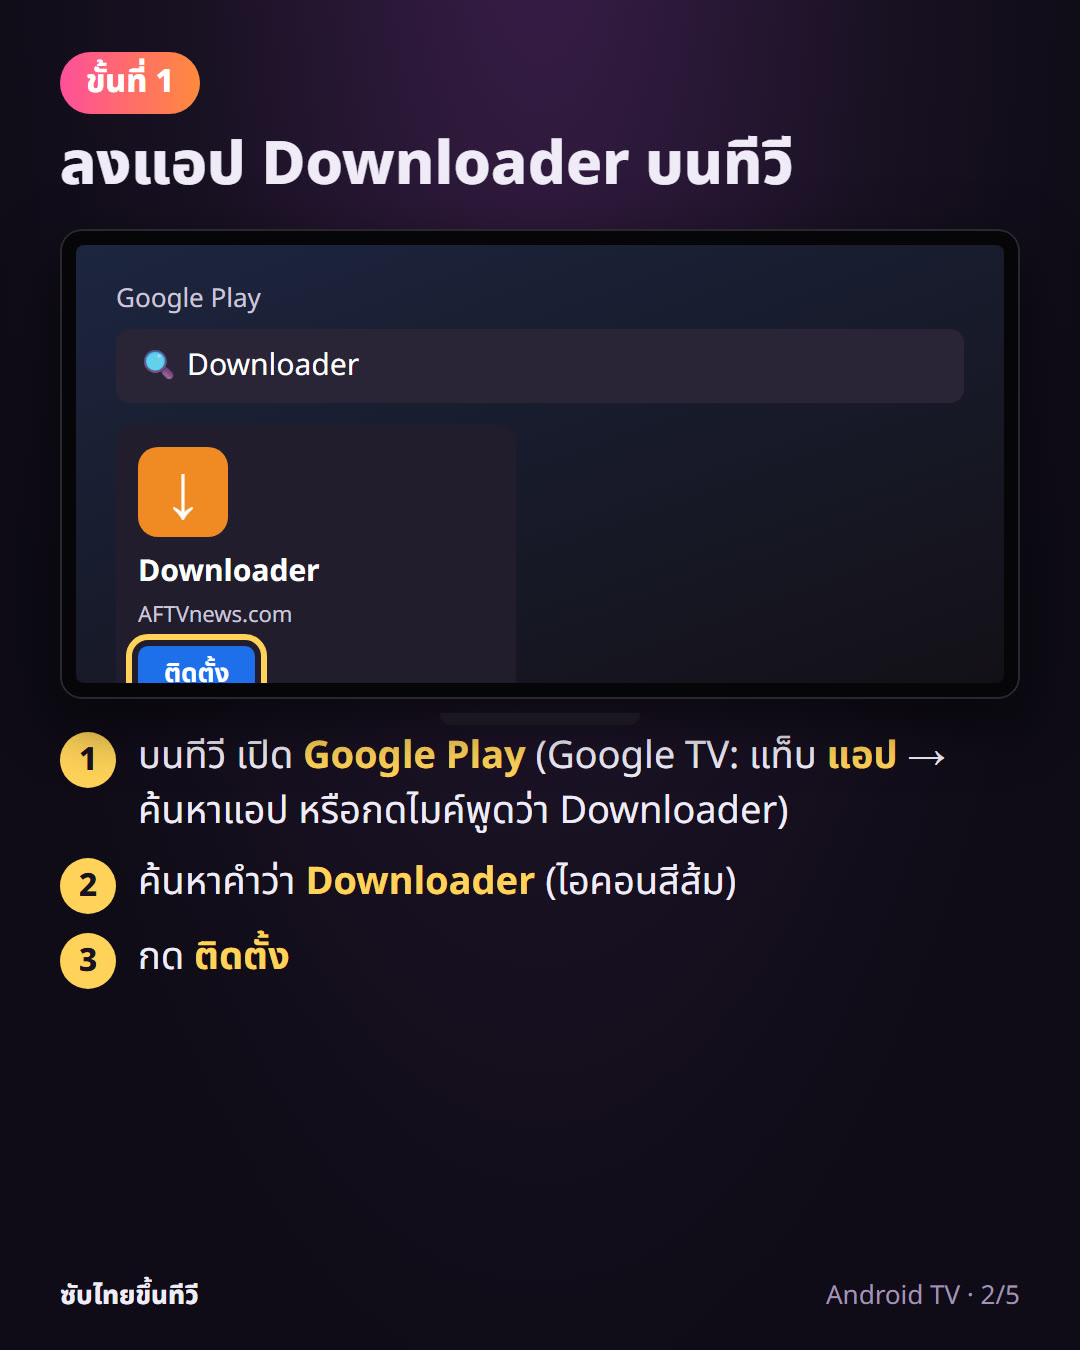 ขั้นที่ 1
ลงแอป Downloader บนทีวี
Google Play
Downloader
Downloader
AFTVnews.com
ติดตั้ง
1 บนทีวี เปิด Google Play (Google TV: แท็บ แอป →
ค้นหาแอป หรือกดไมค์พูดว่า Downloader)
2 ค้นหาคำว่า Downloader (ไอคอนสีส้ม)
3 กด ติดตั้ง
ซับไทยขึ้นทีวี
Android TV · 2/5